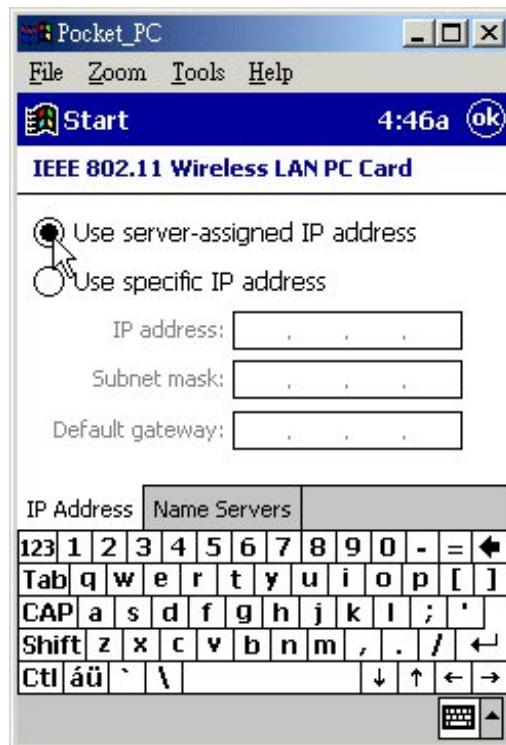 Pocket_PC
File Zoom Tools Help
Start 4:46a ok
IEEE 802.11 Wireless LAN PC Card
Use server-assigned IP address
Use specific IP address
IP address: . . .
Subnet mask: . . .
Default gateway: . . .
IP Address Name Servers
123 1 2 3 4 5 6 7 8 9 0 - =
Tab q w e r t y u i o p [ ]
CAP a s d f g h j k l ; '
Shift z x c v b n m , . /
Ctl áü ` \ ↓ ↑ ← →